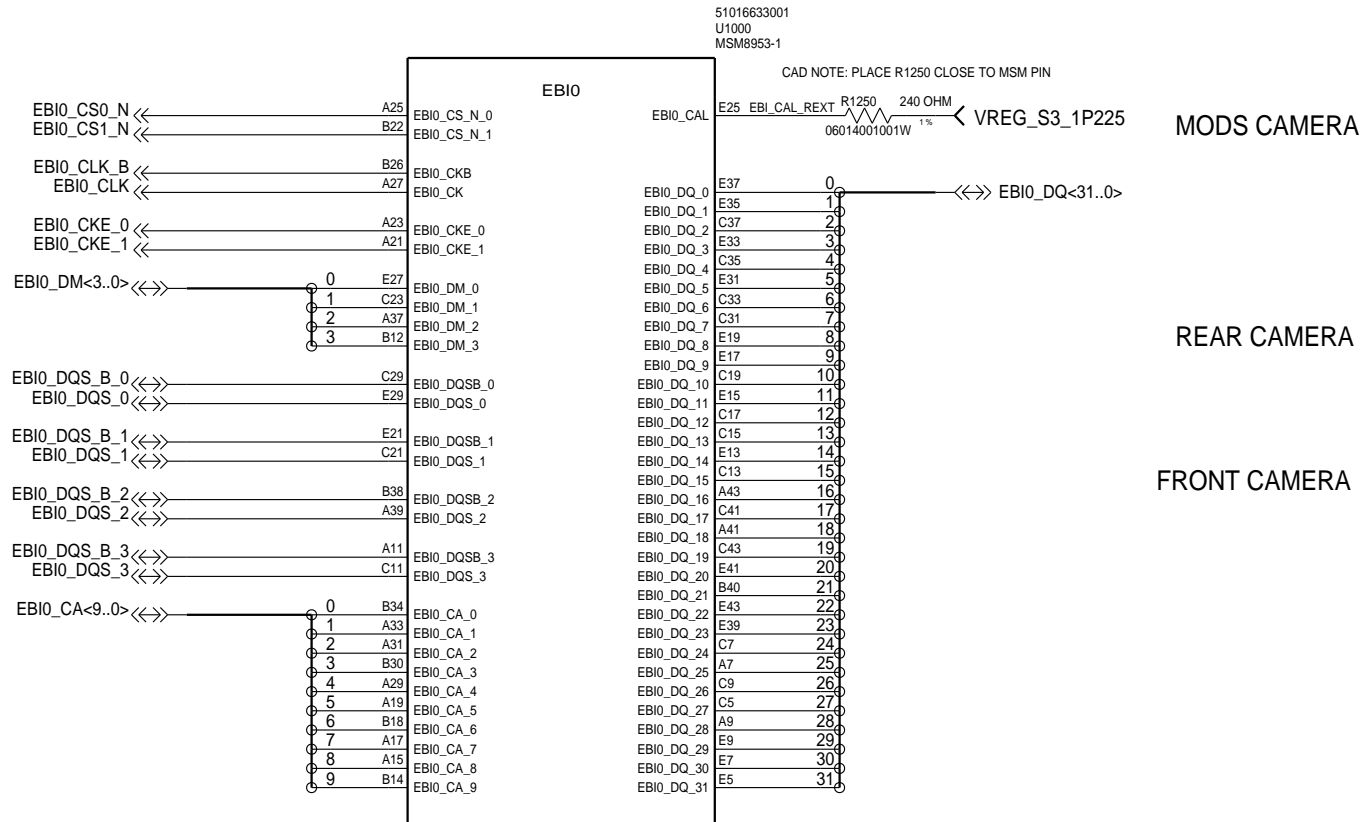 51016633001
U1000
MSM8953-1
CAD NOTE: PLACE R1250 CLOSE TO MSM PIN
EBI0
EBI0_CS0_N A25 EBI0_CS_N_0
EBI0_CS1_N B22 EBI0_CS_N_1
EBI0_CLK_B B26 EBI0_CKB
EBI0_CLK A27 EBI0_CK
EBI0_CKE_0 A23 EBI0_CKE_0
EBI0_CKE_1 A21 EBI0_CKE_1
EBI0_DM<3..0> 0 E27 EBI0_DM_0
1 C23 EBI0_DM_1
2 A37 EBI0_DM_2
3 B12 EBI0_DM_3
EBI0_DQS_B_0 C29 EBI0_DQSB_0
EBI0_DQS_0 E29 EBI0_DQS_0
EBI0_DQS_B_1 E21 EBI0_DQSB_1
EBI0_DQS_1 C21 EBI0_DQS_1
EBI0_DQS_B_2 B38 EBI0_DQSB_2
EBI0_DQS_2 A39 EBI0_DQS_2
EBI0_DQS_B_3 A11 EBI0_DQSB_3
EBI0_DQS_3 C11 EBI0_DQS_3
EBI0_CA<9..0> 0 B34 EBI0_CA_0
1 A33 EBI0_CA_1
2 A31 EBI0_CA_2
3 B30 EBI0_CA_3
4 A29 EBI0_CA_4
5 A19 EBI0_CA_5
6 B18 EBI0_CA_6
7 A17 EBI0_CA_7
8 A15 EBI0_CA_8
9 B14 EBI0_CA_9
EBI0_CAL E25 EBI_CAL_REXT R1250 240 OHM VREG_S3_1P225
06014001001W 1%
EBI0_DQ_0 E37 0 EBI0_DQ<31..0>
EBI0_DQ_1 E35 1
EBI0_DQ_2 C37 2
EBI0_DQ_3 E33 3
EBI0_DQ_4 C35 4
EBI0_DQ_5 E31 5
EBI0_DQ_6 C33 6
EBI0_DQ_7 C31 7
EBI0_DQ_8 E19 8
EBI0_DQ_9 E17 9
EBI0_DQ_10 C19 10
EBI0_DQ_11 E15 11
EBI0_DQ_12 C17 12
EBI0_DQ_13 C15 13
EBI0_DQ_14 E13 14
EBI0_DQ_15 C13 15
EBI0_DQ_16 A43 16
EBI0_DQ_17 C41 17
EBI0_DQ_18 A41 18
EBI0_DQ_19 C43 19
EBI0_DQ_20 E41 20
EBI0_DQ_21 B40 21
EBI0_DQ_22 E43 22
EBI0_DQ_23 E39 23
EBI0_DQ_24 C7 24
EBI0_DQ_25 A7 25
EBI0_DQ_26 C9 26
EBI0_DQ_27 C5 27
EBI0_DQ_28 A9 28
EBI0_DQ_29 E9 29
EBI0_DQ_30 E7 30
EBI0_DQ_31 E5 31
MODS CAMERA
REAR CAMERA
FRONT CAMERA